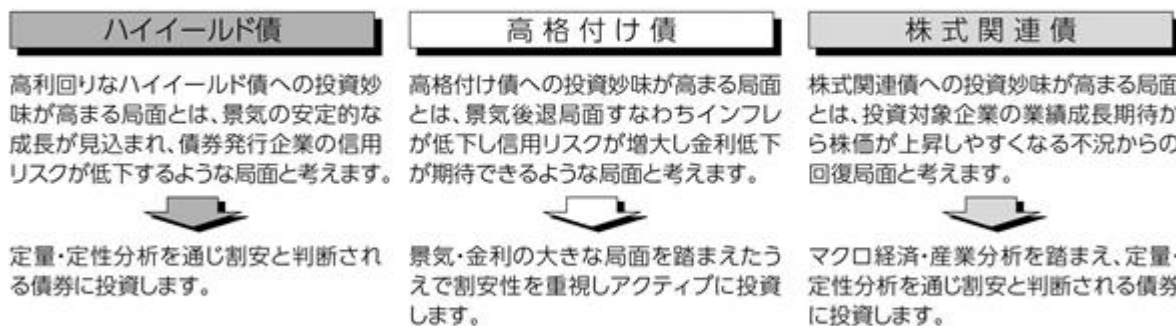 ハイイールド債
高利回りなハイイールド債への投資妙
味が高まる局面とは、景気の安定的な
成長が見込まれ、債券発行企業の信用
リスクが低下するような局面と考えます。
定量・定性分析を通じ割安と判断され
る債券に投資します。
高格付け債
高格付け債への投資妙味が高まる局面
とは、景気後退局面すなわちインフレ
が低下し信用リスクが増大し金利低下
が期待できるような局面と考えます。
景気・金利の大きな局面を踏まえたう
えで割安性を重視しアクティブに投資
します。
株式関連債
株式関連債への投資妙味が高まる局面
とは、投資対象企業の業績成長期待か
ら株価が上昇しやすくなる不況からの
回復局面と考えます。
マクロ経済・産業分析を踏まえ、定量・
定性分析を通じ割安と判断される債券
に投資します。